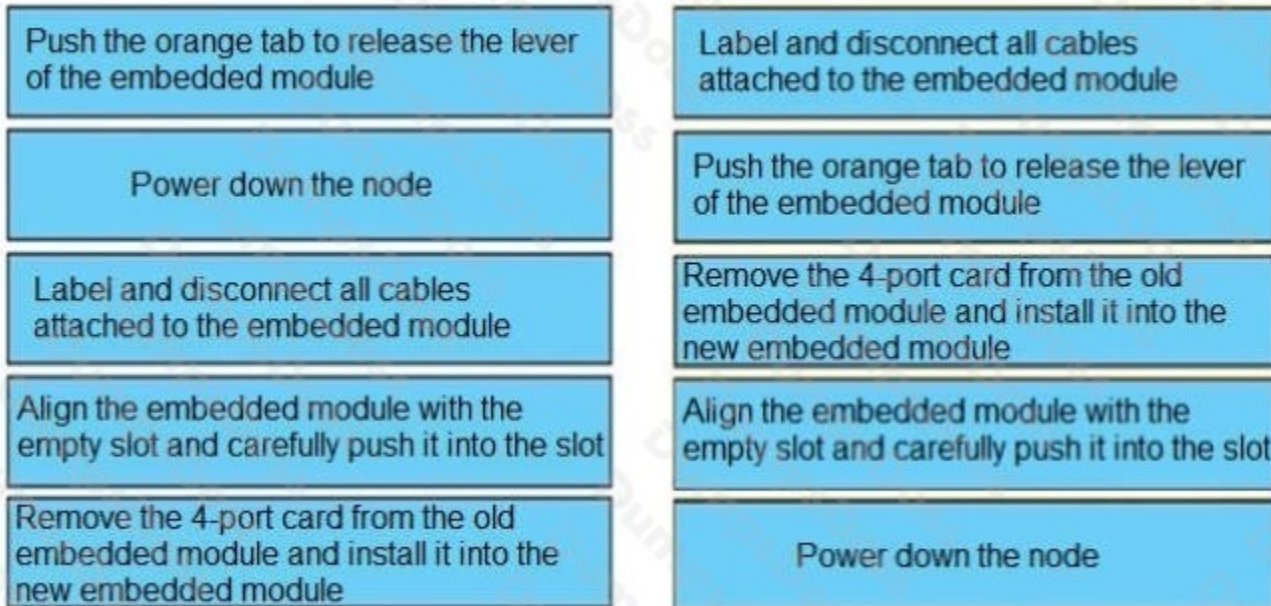 Push the orange tab to release the lever
of the embedded module
Power down the node
Label and disconnect all cables
attached to the embedded module
Align the embedded module with the
empty slot and carefully push it into the slot
Remove the 4-port card from the old
embedded module and install it into the
new embedded module
Label and disconnect all cables
attached to the embedded module
Push the orange tab to release the lever
of the embedded module
Remove the 4-port card from the old
embedded module and install it into the
new embedded module
Align the embedded module with the
empty slot and carefully push it into the slot
Power down the node